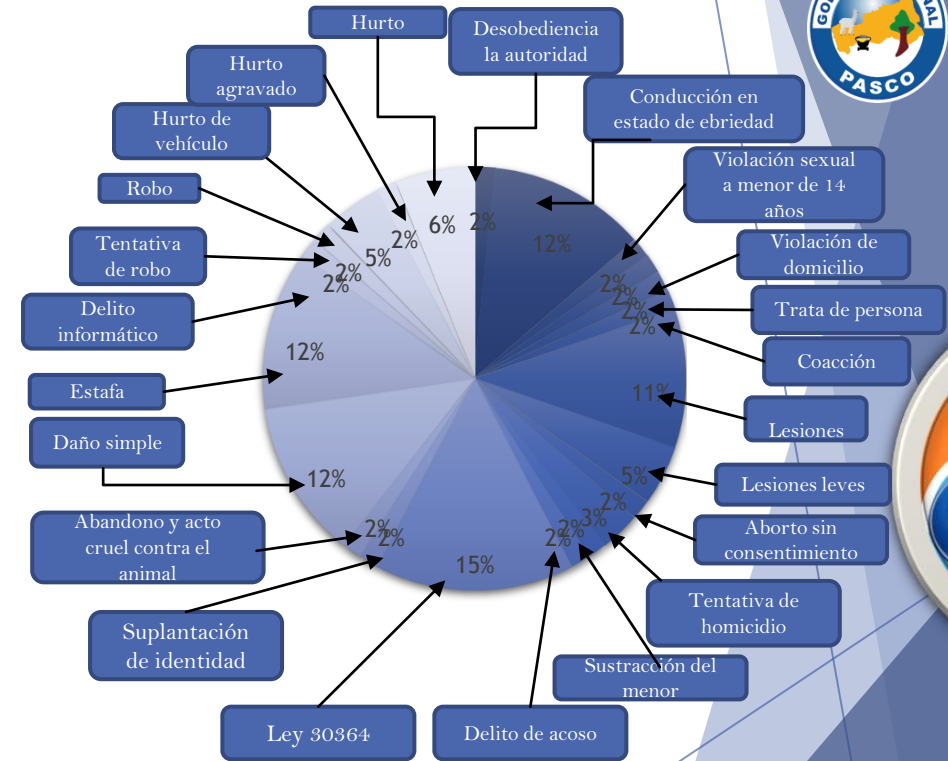 Hurto
Desobediencia
la autoridad
Conducción en
estado de ebriedad
Violación sexual
a menor de 14
años
Violación de
domicilio
Trata de persona
Coacción
Lesiones
Lesiones leves
Aborto sin
consentimiento
Tentativa de
homicidio
Sustracción del
menor
Delito de acoso
Ley 30364
Suplantación
de identidad
Abandono y acto
cruel contra el
animal
Daño simple
Estafa
Delito
informático
Tentativa
de robo
Robo
Hurto de
vehículo
Hurto
agravado
2%
12%
2%
2%
2%
2%
11%
5%
2%
3%
2%
2%
15%
2%
2%
12%
12%
2%
2%
5%
2%
6%
PASCO